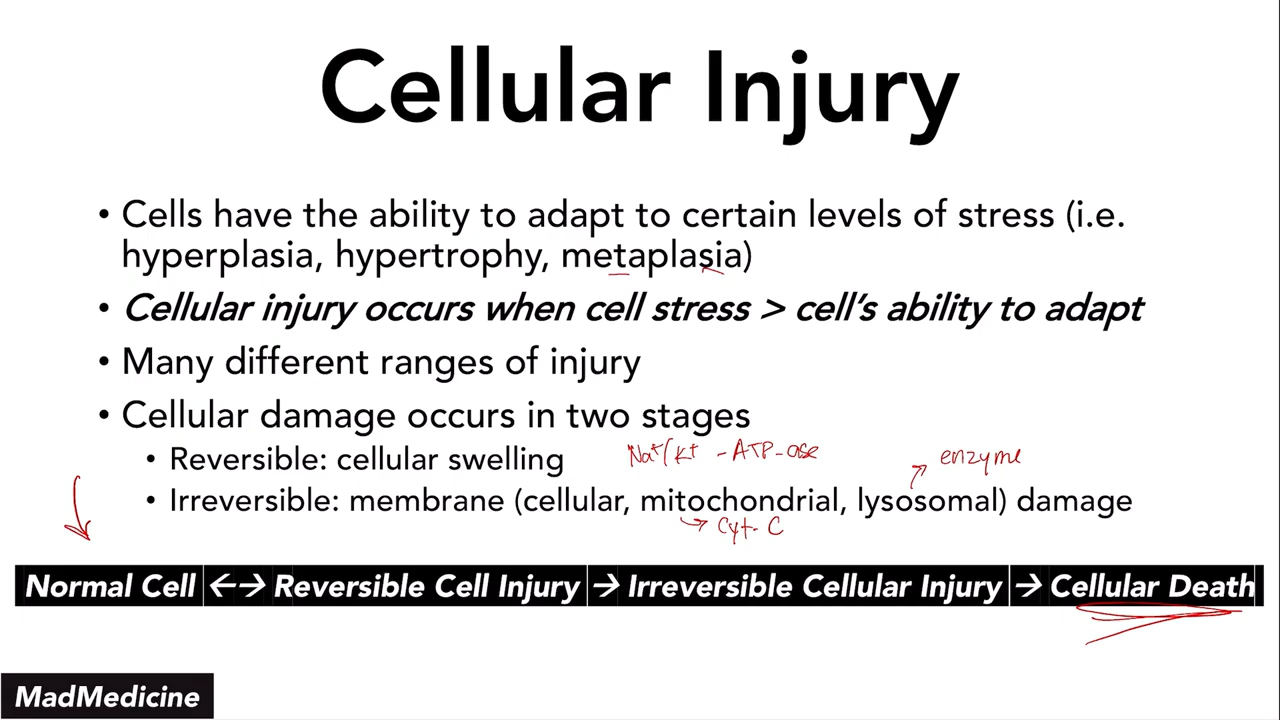 Cellular Injury
• Cells have the ability to adapt to certain levels of stress (i.e.
hyperplasia, hypertrophy, metaplasia)
• Cellular injury occurs when cell stress > cell's ability to adapt
• Many different ranges of injury
• Cellular damage occurs in two stages
• Reversible: cellular swelling
Na+/K+ -ATP-ase
enzyme
• Irreversible: membrane (cellular, mitochondrial, lysosomal) damage
→ Cyt. C
Normal Cell ←→ Reversible Cell Injury → Irreversible Cellular Injury → Cellular Death
MadMedicine